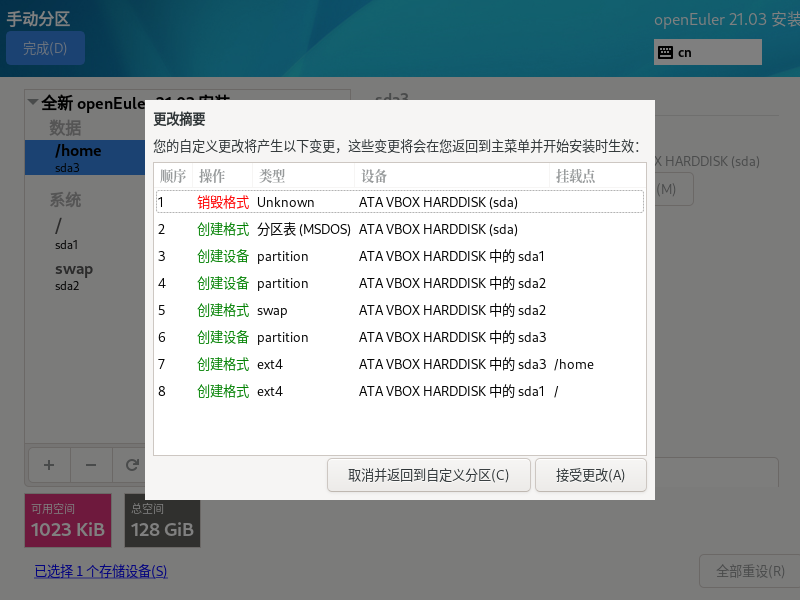 手动分区
openEuler 21.03 安装
完成(D)
cn
全新 openEuler 21.03 安装
数据
/home
sda3
系统
/
sda1
swap
sda2
sda3
X HARDDISK (sda)
(M)
更改摘要
您的自定义更改将产生以下变更，这些变更将会在您返回到主菜单并开始安装时生效：
顺序 操作 类型 设备 挂载点
1 销毁格式 Unknown ATA VBOX HARDDISK (sda)
2 创建格式 分区表 (MSDOS) ATA VBOX HARDDISK (sda)
3 创建设备 partition ATA VBOX HARDDISK 中的 sda1
4 创建设备 partition ATA VBOX HARDDISK 中的 sda2
5 创建格式 swap ATA VBOX HARDDISK 中的 sda2
6 创建设备 partition ATA VBOX HARDDISK 中的 sda3
7 创建格式 ext4 ATA VBOX HARDDISK 中的 sda3 /home
8 创建格式 ext4 ATA VBOX HARDDISK 中的 sda1 /
取消并返回到自定义分区(C)
接受更改(A)
可用空间
1023 KiB
总空间
128 GiB
已选择 1 个存储设备(S)
全部重设(R)